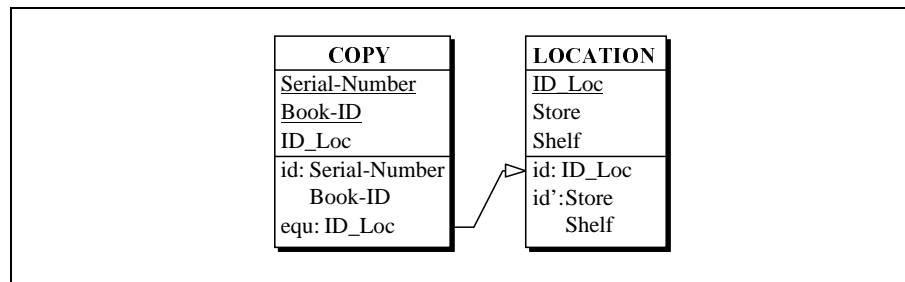 COPY
Serial-Number
Book-ID
ID_Loc
id: Serial-Number
Book-ID
equ: ID_Loc
LOCATION
ID_Loc
Store
Shelf
id: ID_Loc
id’:Store
Shelf